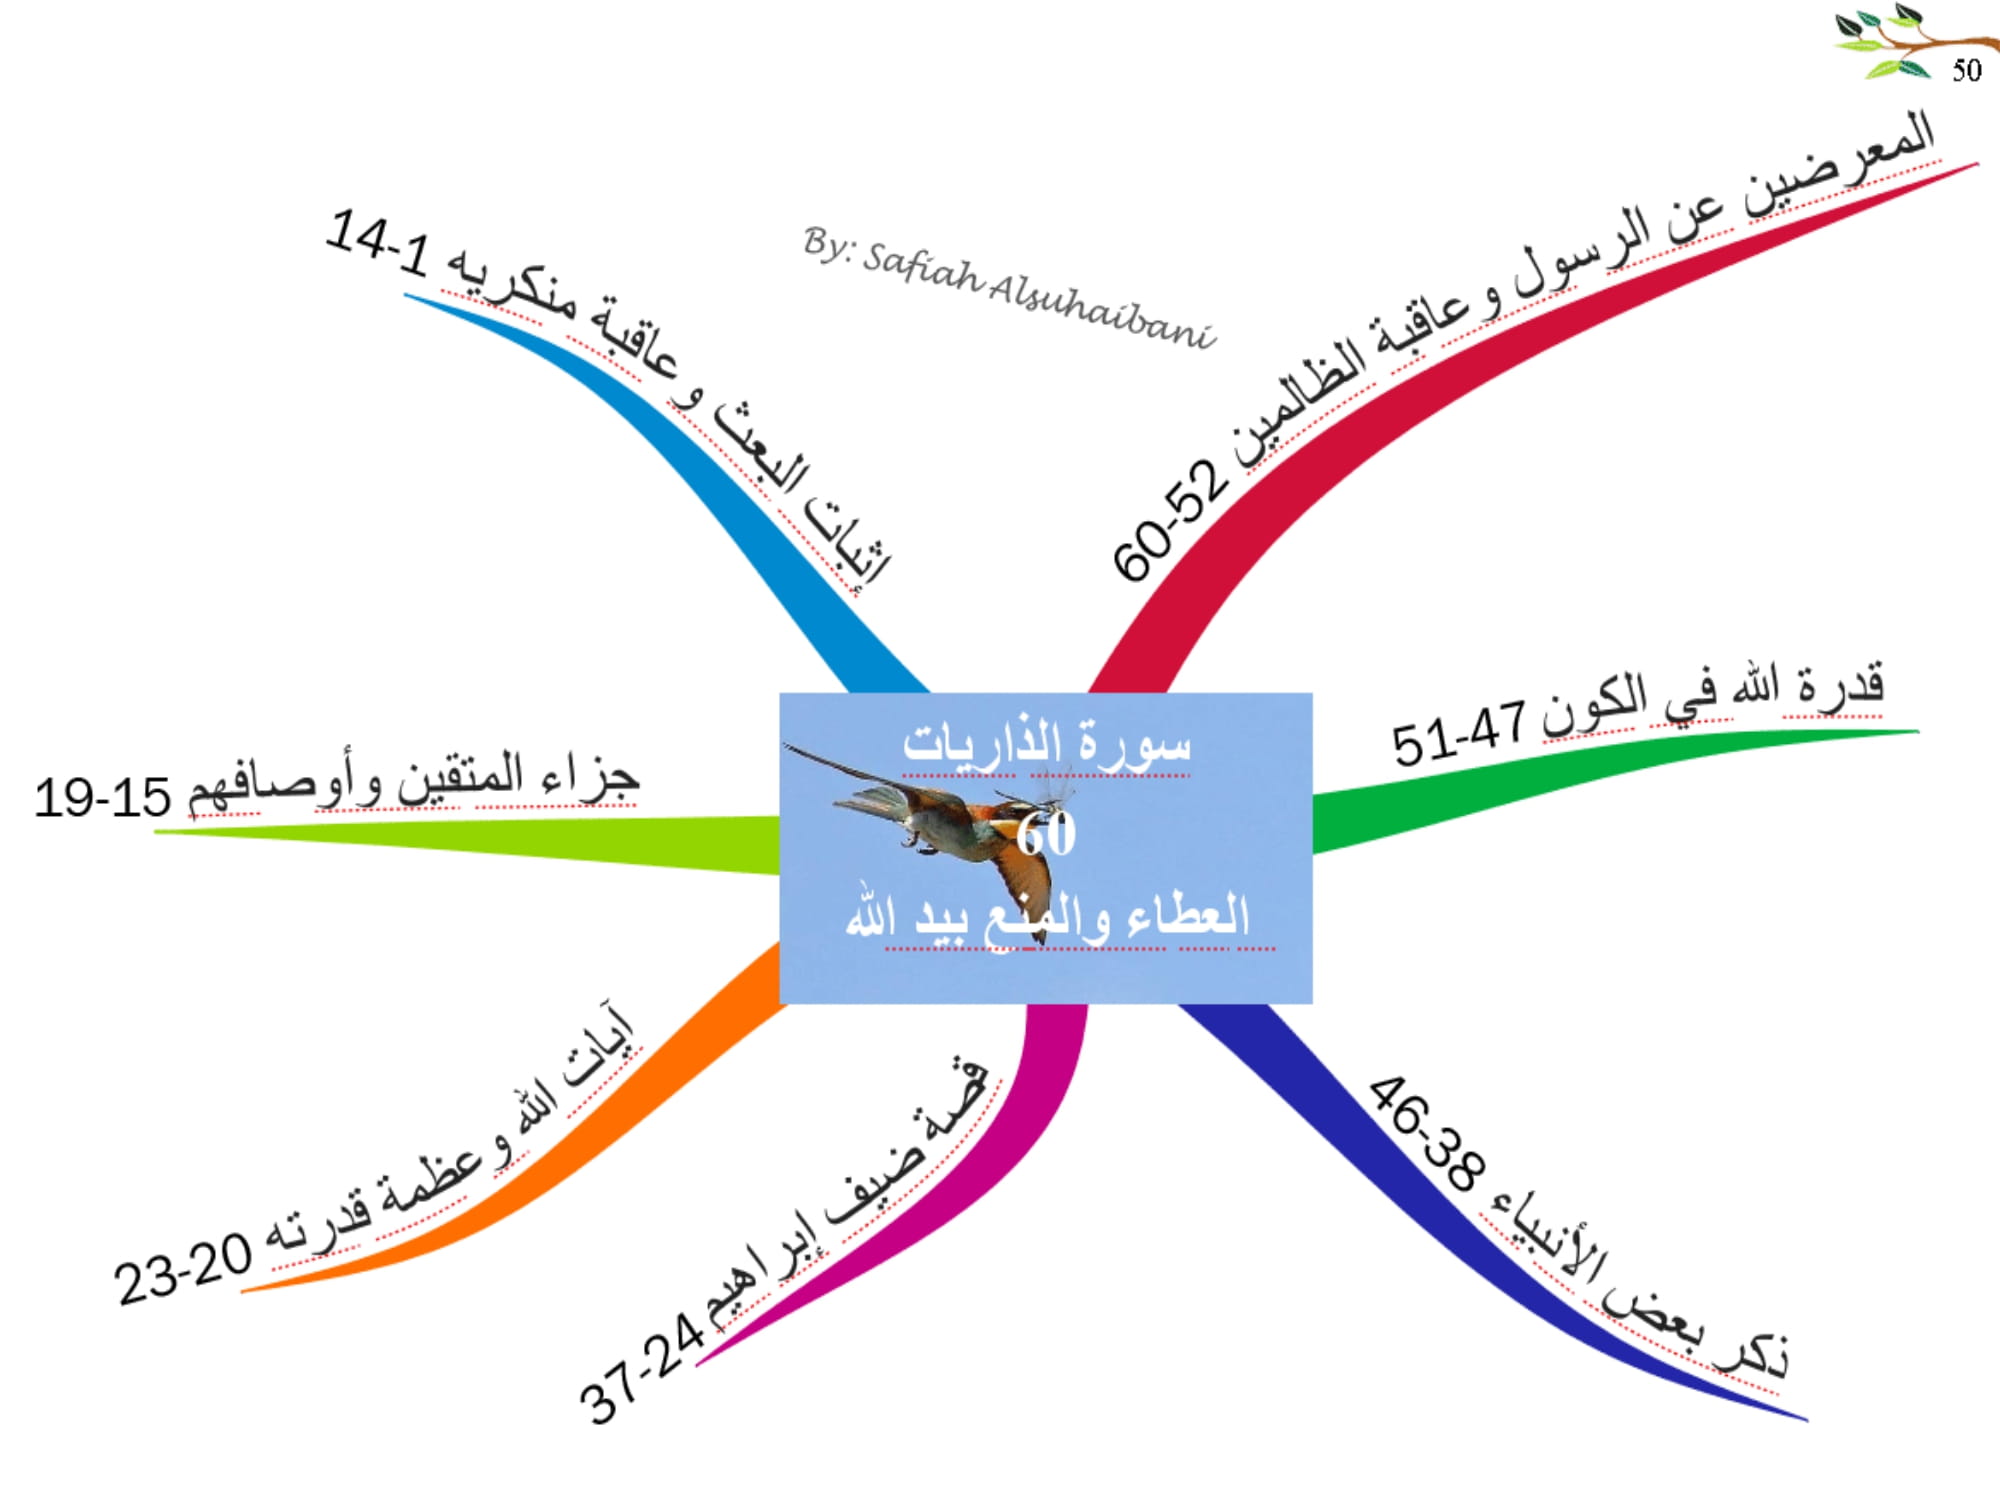 50
By: Safiah Alsuhaibani
سورة الذاريات
60
العطاء والمنع بيد الله
إثبات البعث و عاقبة منكريه 1-14
جزاء المتقين وأوصافهم 15-19
آيات الله وعظمة قدرته 20-23
قصة ضيف إبراهيم 24-37
ذكر بعض الأنبياء 38-46
قدرة الله في الكون 47-51
المعرضين عن الرسول و عاقبة الظالمين 52-60